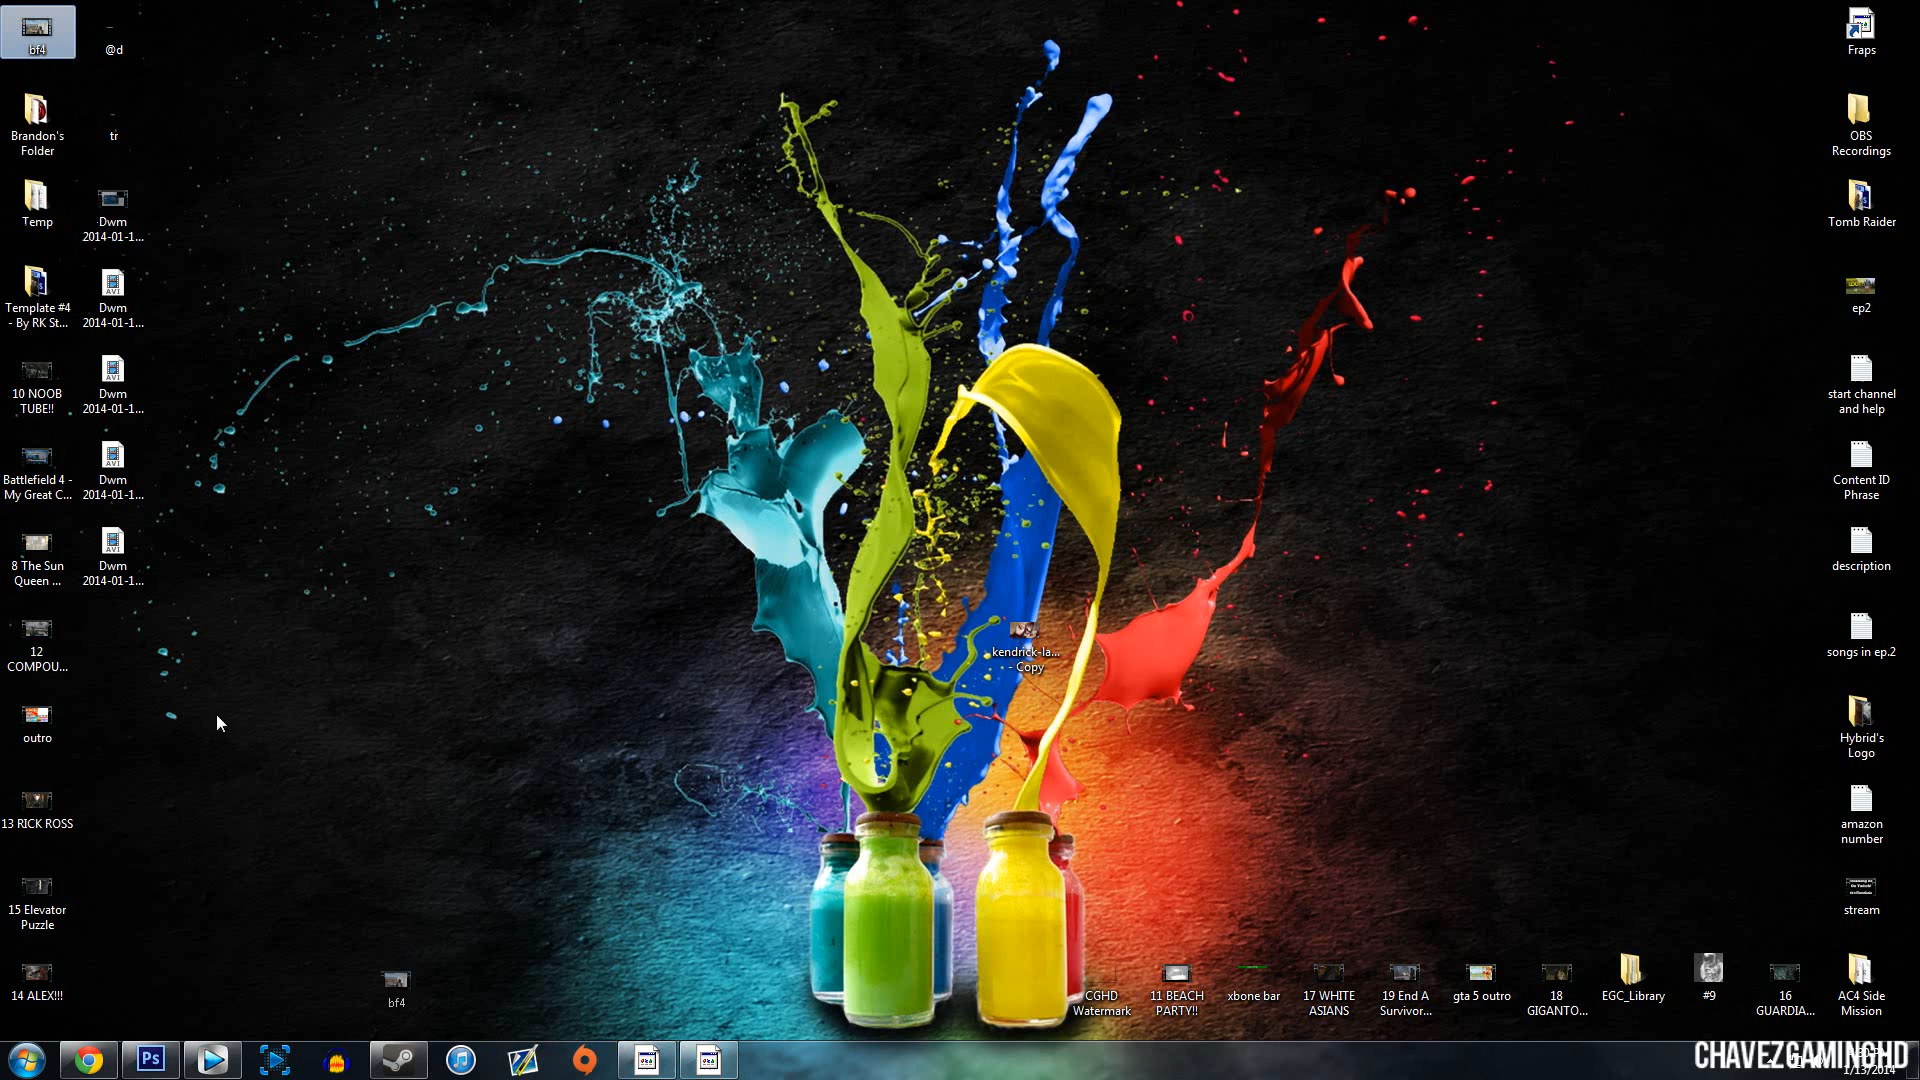 bf4
@d
Fraps
Brandon's
Folder
tr
OBS
Recordings
Temp
Dwm
2014-01-1...
Tomb Raider
Template #4
- By RK St...
Dwm
2014-01-1...
ep2
10 NOOB
TUBE!!
Dwm
2014-01-1...
start channel
and help
Battlefield 4 -
My Great C...
Dwm
2014-01-1...
Content ID
Phrase
8 The Sun
Queen ...
Dwm
2014-01-1...
description
12
COMPOU...
kendrick-la...
- Copy
songs in ep.2
outro
Hybrid's
Logo
13 RICK ROSS
amazon
number
15 Elevator
Puzzle
stream
14 ALEX!!!
bf4
CGHD
Watermark
11 BEACH
PARTY!!
xbone bar
17 WHITE
ASIANS
19 End A
Survivor...
gta 5 outro
18
GIGANTO...
EGC_Library
#9
16
GUARDIA...
AC4 Side
Mission
Ps
CHAVEZGAMINGHD
1/13/2014